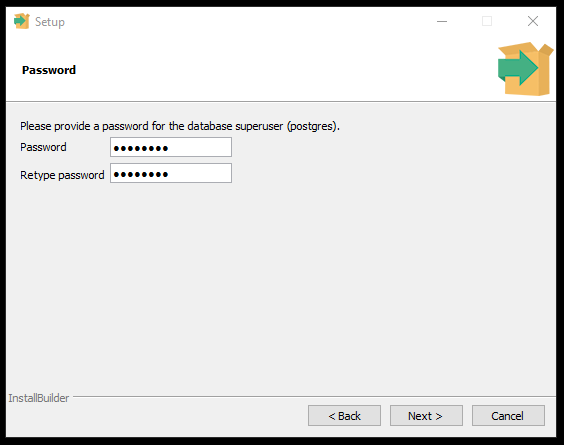 Setup
Password
Please provide a password for the database superuser (postgres).
Password ●●●●●●●●
Retype password ●●●●●●●●
InstallBuilder
< Back Next > Cancel